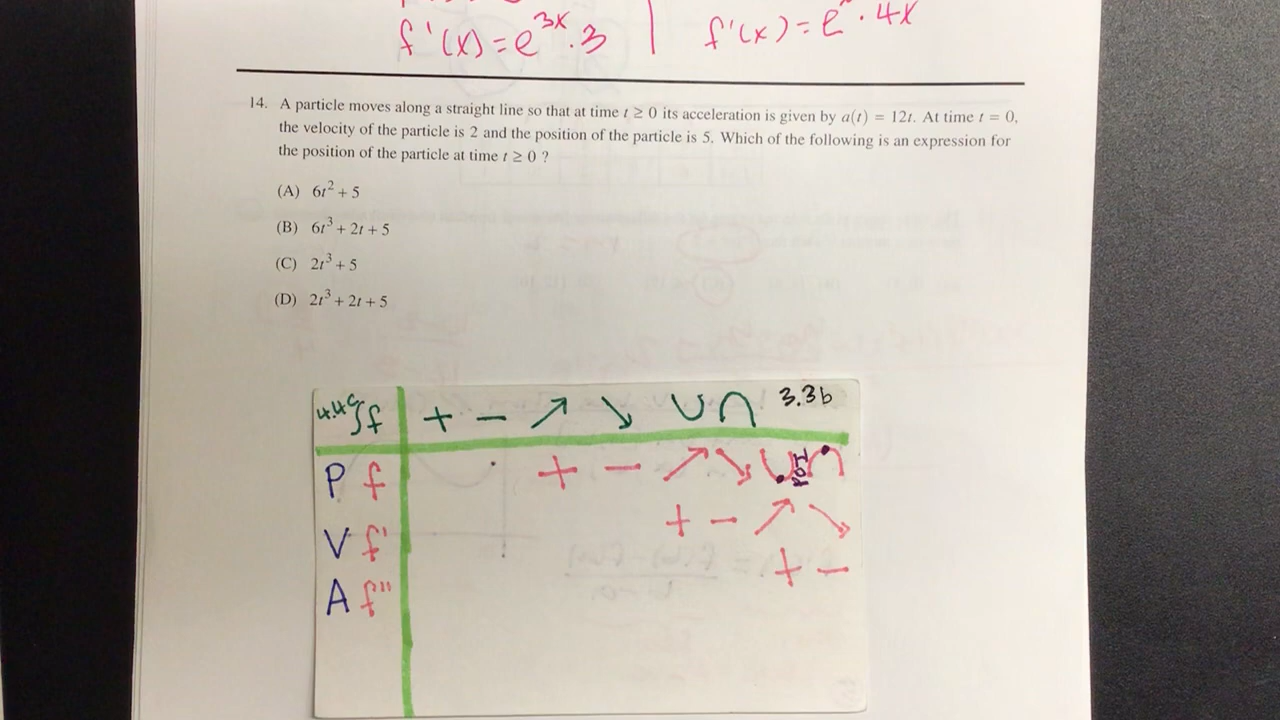 f'(x)=e^3x · 3 | f'(x)=e · 4x
14. A particle moves along a straight line so that at time t ≥ 0 its acceleration is given by a(t) = 12t. At time t = 0,
the velocity of the particle is 2 and the position of the particle is 5. Which of the following is an expression for
the position of the particle at time t ≥ 0 ?
(A) 6t² + 5
(B) 6t³ + 2t + 5
(C) 2t³ + 5
(D) 2t³ + 2t + 5
4.4c ∫f + − ↗ ↘ ∪ ∩ 3.3b
P f + − ↗ ↘ ∪ POI ∩
V f' + − ↗ ↘
A f" + −